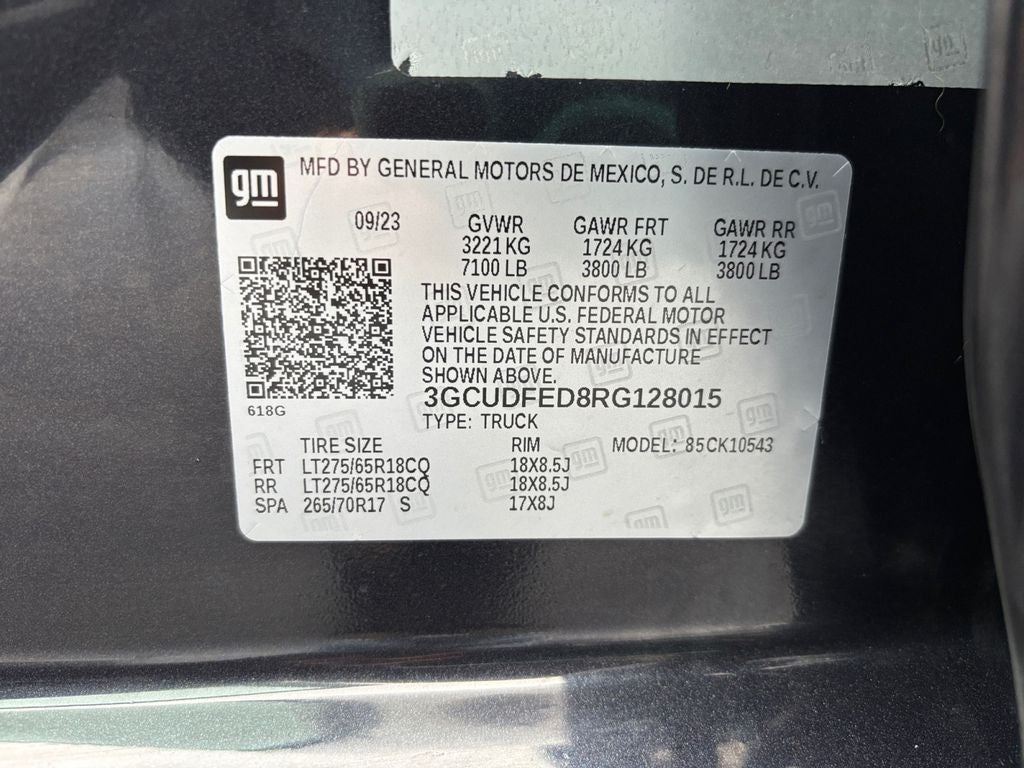 gm MFD BY GENERAL MOTORS DE MEXICO, S. DE R.L. DE C.V.
09/23 GVWR GAWR FRT GAWR RR
3221 KG 1724 KG 1724 KG
7100 LB 3800 LB 3800 LB
THIS VEHICLE CONFORMS TO ALL
APPLICABLE U.S. FEDERAL MOTOR
VEHICLE SAFETY STANDARDS IN EFFECT
ON THE DATE OF MANUFACTURE
SHOWN ABOVE.
3GCUDFED8RG128015
618G
TYPE: TRUCK
TIRE SIZE RIM MODEL: 85CK10543
FRT LT275/65R18CQ 18X8.5J
RR LT275/65R18CQ 18X8.5J
SPA 265/70R17 S 17X8J